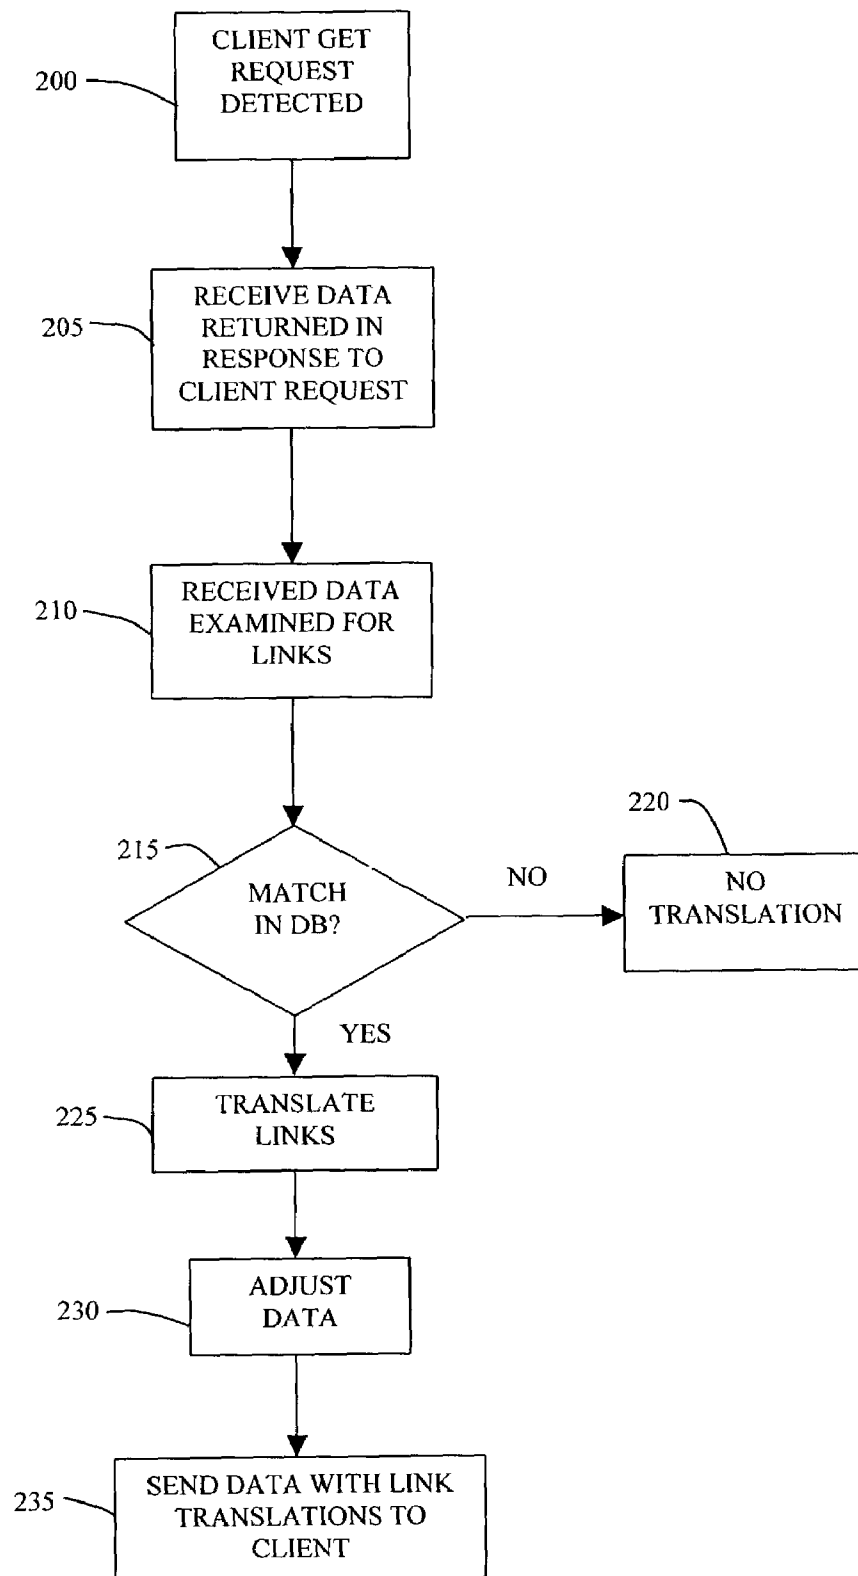 CLIENT GET
REQUEST
DETECTED
200
RECEIVE DATA
RETURNED IN
RESPONSE TO
CLIENT REQUEST
205
RECEIVED DATA
EXAMINED FOR
LINKS
210
215
MATCH
IN DB?
NO
220
NO
TRANSLATION
YES
TRANSLATE
LINKS
225
ADJUST
DATA
230
SEND DATA WITH LINK
TRANSLATIONS TO
CLIENT
235